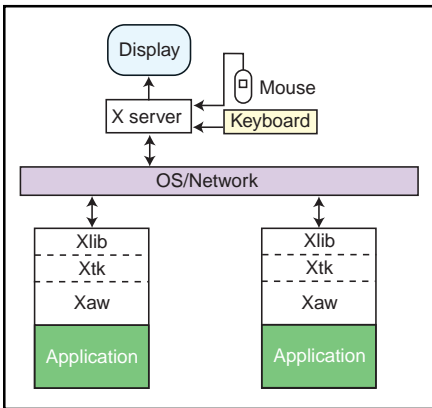 Display
Mouse
X server
Keyboard
OS/Network
Xlib
Xtk
Xaw
Application
Xlib
Xtk
Xaw
Application